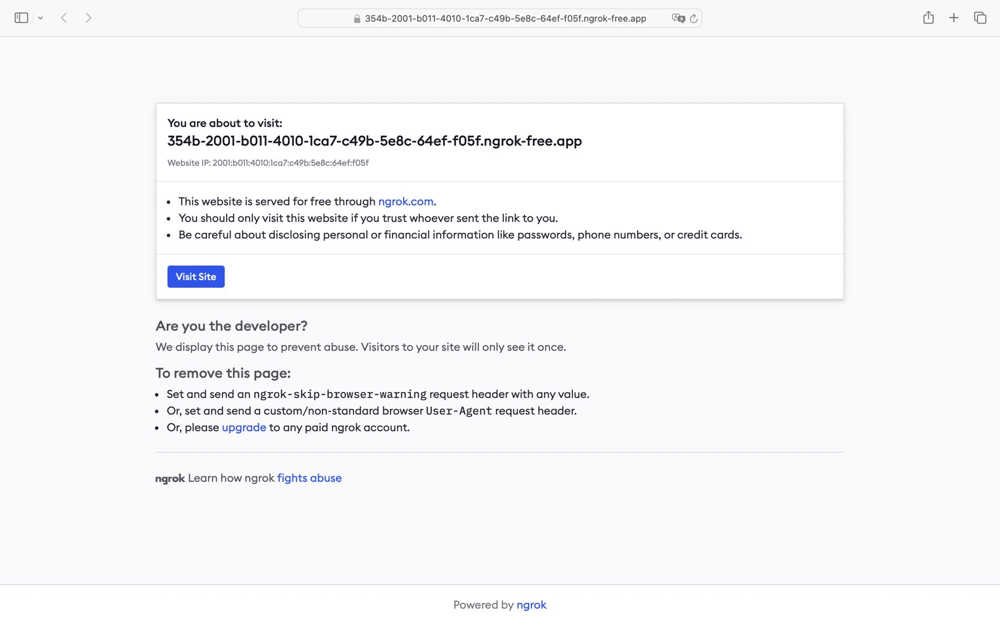 354b-2001-b011-4010-1ca7-c49b-5e8c-64ef-f05f.ngrok-free.app
You are about to visit:
354b-2001-b011-4010-1ca7-c49b-5e8c-64ef-f05f.ngrok-free.app
Website IP: 2001:b011:4010:1ca7:c49b:5e8c:64ef:f05f
• This website is served for free through ngrok.com.
• You should only visit this website if you trust whoever sent the link to you.
• Be careful about disclosing personal or financial information like passwords, phone numbers, or credit cards.
Visit Site
Are you the developer?
We display this page to prevent abuse. Visitors to your site will only see it once.
To remove this page:
• Set and send an ngrok-skip-browser-warning request header with any value.
• Or, set and send a custom/non-standard browser User-Agent request header.
• Or, please upgrade to any paid ngrok account.
ngrok Learn how ngrok fights abuse
Powered by ngrok